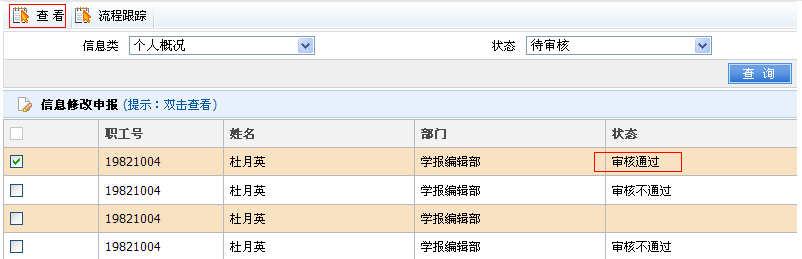 查 看 流程跟踪
信息类 个人概况 状态 待审核
查 询
信息修改申报 (提示：双击查看)
职工号 姓名 部门 状态
19821004 杜月英 学报编辑部 审核通过
19821004 杜月英 学报编辑部 审核不通过
19821004 杜月英 学报编辑部
19821004 杜月英 学报编辑部 审核不通过